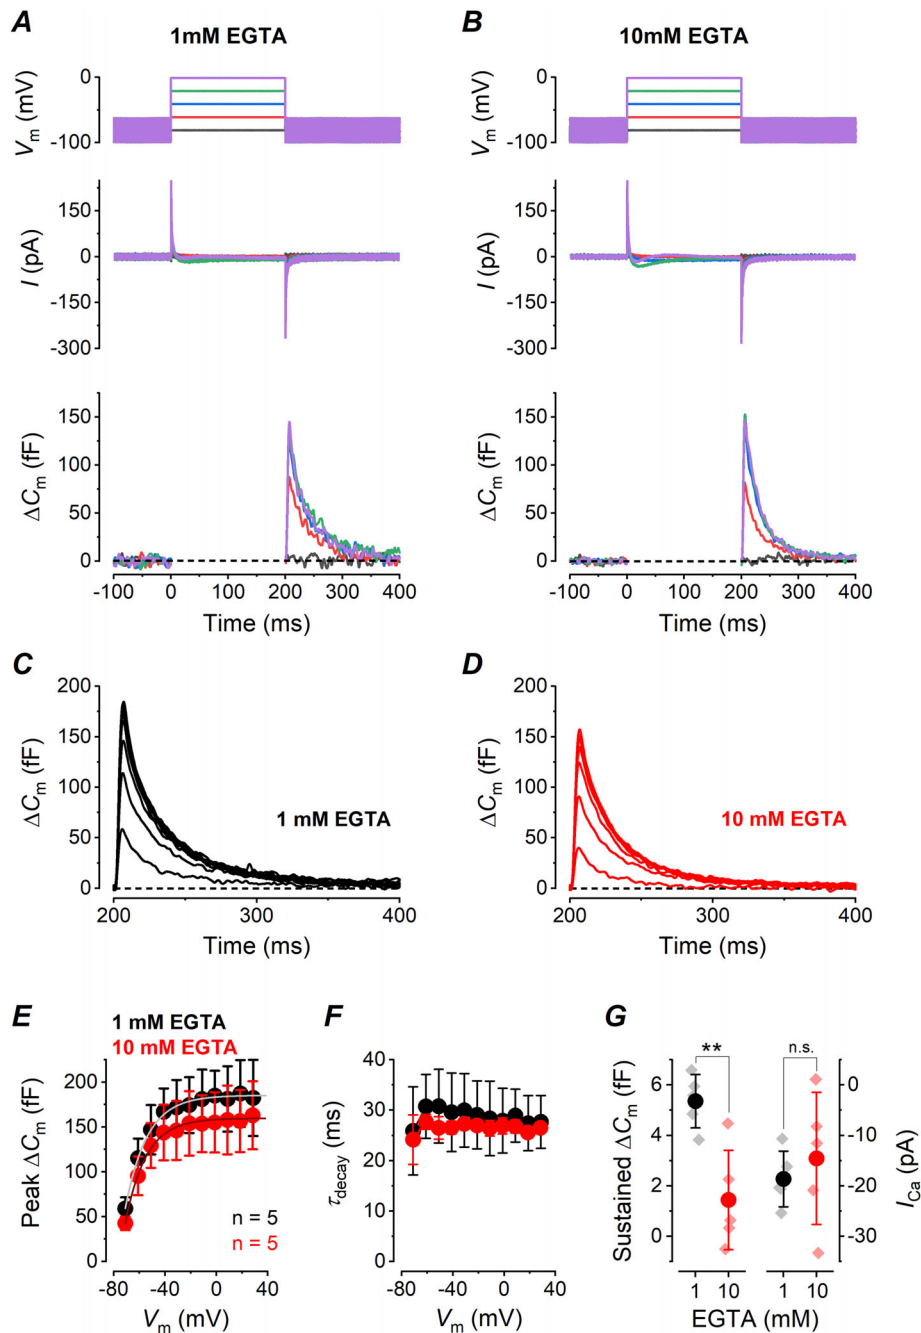 A
1mM EGTA
0
-50
-100
Vm (mV)
150
0
-150
-300
I (pA)
150
100
50
0
ΔCm (fF)
-100 0 100 200 300 400
Time (ms)
B
10mM EGTA
0
-50
-100
Vm (mV)
150
0
-150
-300
I (pA)
150
100
50
0
ΔCm (fF)
-100 0 100 200 300 400
Time (ms)
C
200
150
100
50
0
ΔCm (fF)
1 mM EGTA
200 300 400
Time (ms)
D
200
150
100
50
0
ΔCm (fF)
10 mM EGTA
200 300 400
Time (ms)
E
1 mM EGTA
10 mM EGTA
200
150
100
50
0
Peak ΔCm (fF)
n = 5
n = 5
-80 -40 0 40
Vm (mV)
F
40
30
20
10
0
τdecay (ms)
-80 -40 0 40
Vm (mV)
G
**
n.s.
6
4
2
0
Sustained ΔCm (fF)
0
-10
-20
-30
ICa (pA)
1 10 1 10
EGTA (mM)